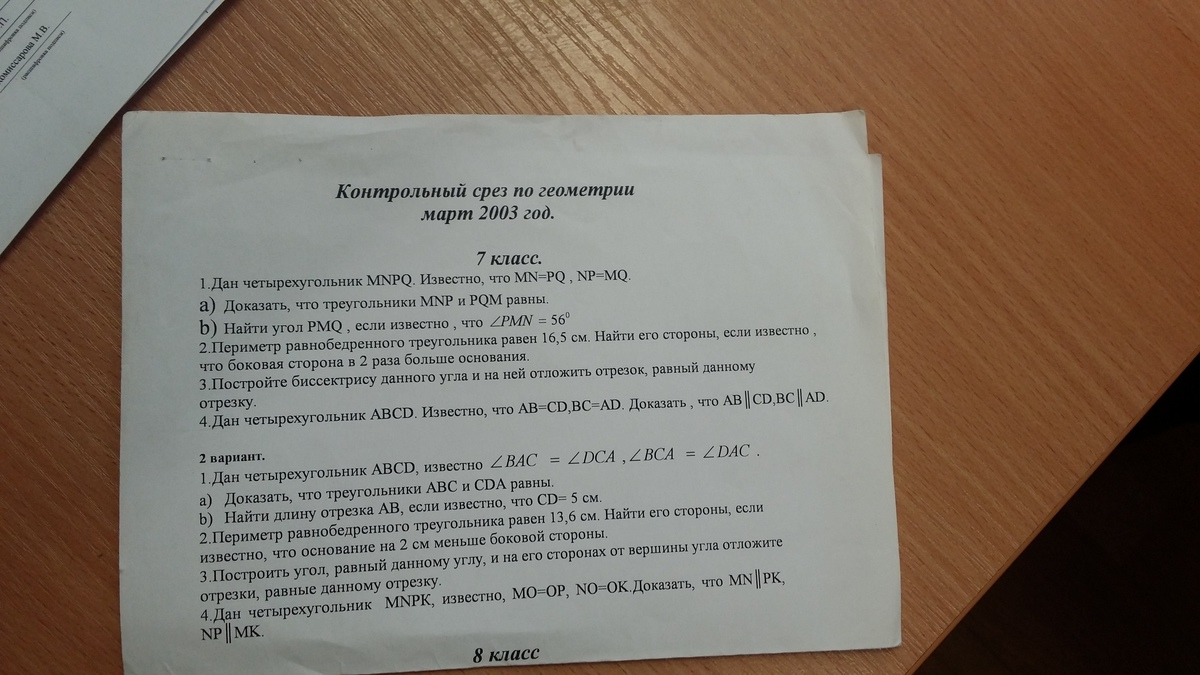 П.
(расшифровка подписи)
Комиссарова М.В.
(расшифровка подписи)
Контрольный срез по геометрии
март 2003 год.
7 класс.
1.Дан четырехугольник MNPQ. Известно, что MN=PQ , NP=MQ.
a) Доказать, что треугольники MNP и PQM равны.
b) Найти угол PMQ , если известно , что ∠PMN = 56⁰
2.Периметр равнобедренного треугольника равен 16,5 см. Найти его стороны, если известно ,
что боковая сторона в 2 раза больше основания.
3.Постройте биссектрису данного угла и на ней отложить отрезок, равный данному
отрезку.
4.Дан четырехугольник ABCD. Известно, что AB=CD,BC=AD. Доказать , что AB∥CD,BC∥AD.
2 вариант.
1.Дан четырехугольник ABCD, известно ∠BAC = ∠DCA ,∠BCA = ∠DAC .
a) Доказать, что треугольники ABC и CDA равны.
b) Найти длину отрезка AB, если известно, что CD= 5 см.
2.Периметр равнобедренного треугольника равен 13,6 см. Найти его стороны, если
известно, что основание на 2 см меньше боковой стороны.
3.Построить угол, равный данному углу, и на его сторонах от вершины угла отложите
отрезки, равные данному отрезку.
4.Дан четырехугольник MNPK, известно, MO=OP, NO=OK.Доказать, что MN∥PK,
NP∥MK.
8 класс